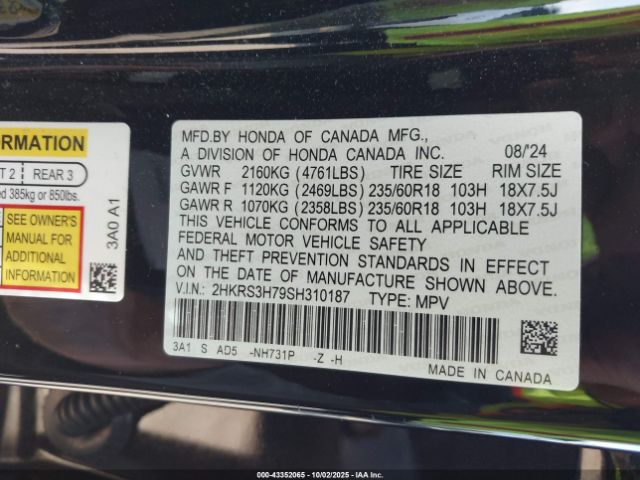 ORMATION
T 2 REAR 3
ed 385kg or 850lbs.
SEE OWNER'S
MANUAL FOR
ADDITIONAL
INFORMATION
3A0 A1
MFD.BY HONDA OF CANADA MFG.,
A DIVISION OF HONDA CANADA INC. 08/'24
GVWR 2160KG (4761LBS) TIRE SIZE RIM SIZE
GAWR F 1120KG (2469LBS) 235/60R18 103H 18X7.5J
GAWR R 1070KG (2358LBS) 235/60R18 103H 18X7.5J
THIS VEHICLE CONFORMS TO ALL APPLICABLE
FEDERAL MOTOR VEHICLE SAFETY
AND THEFT PREVENTION STANDARDS IN EFFECT
ON THE DATE OF MANUFACTURE SHOWN ABOVE.
V.I.N: 2HKRS3H79SH310187 TYPE: MPV
3A1 S AD5 -NH731P -Z -H
MADE IN CANADA
000-43352065 - 10/02/2025 - IAA Inc.